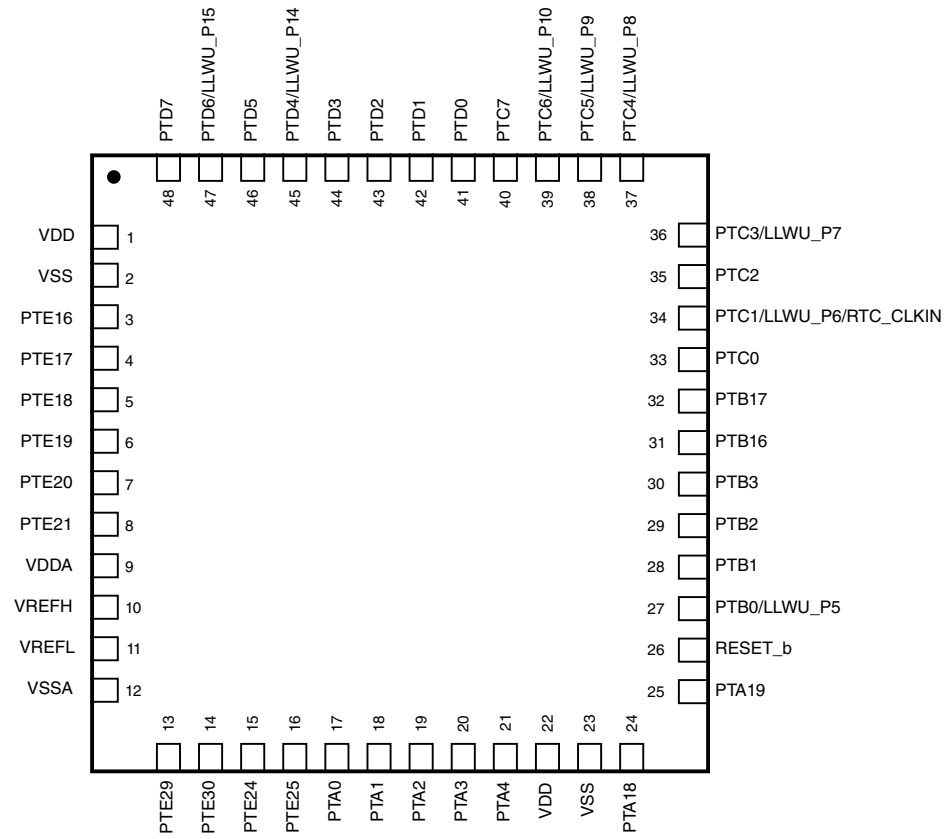 PTD7
PTD6/LLWU_P15
PTD5
PTD4/LLWU_P14
PTD3
PTD2
PTD1
PTD0
PTC7
PTC6/LLWU_P10
PTC5/LLWU_P9
PTC4/LLWU_P8
48
47
46
45
44
43
42
41
40
39
38
37
VDD 1
VSS 2
PTE16 3
PTE17 4
PTE18 5
PTE19 6
PTE20 7
PTE21 8
VDDA 9
VREFH 10
VREFL 11
VSSA 12
36 PTC3/LLWU_P7
35 PTC2
34 PTC1/LLWU_P6/RTC_CLKIN
33 PTC0
32 PTB17
31 PTB16
30 PTB3
29 PTB2
28 PTB1
27 PTB0/LLWU_P5
26 RESET_b
25 PTA19
13
14
15
16
17
18
19
20
21
22
23
24
PTE29
PTE30
PTE24
PTE25
PTA0
PTA1
PTA2
PTA3
PTA4
VDD
VSS
PTA18